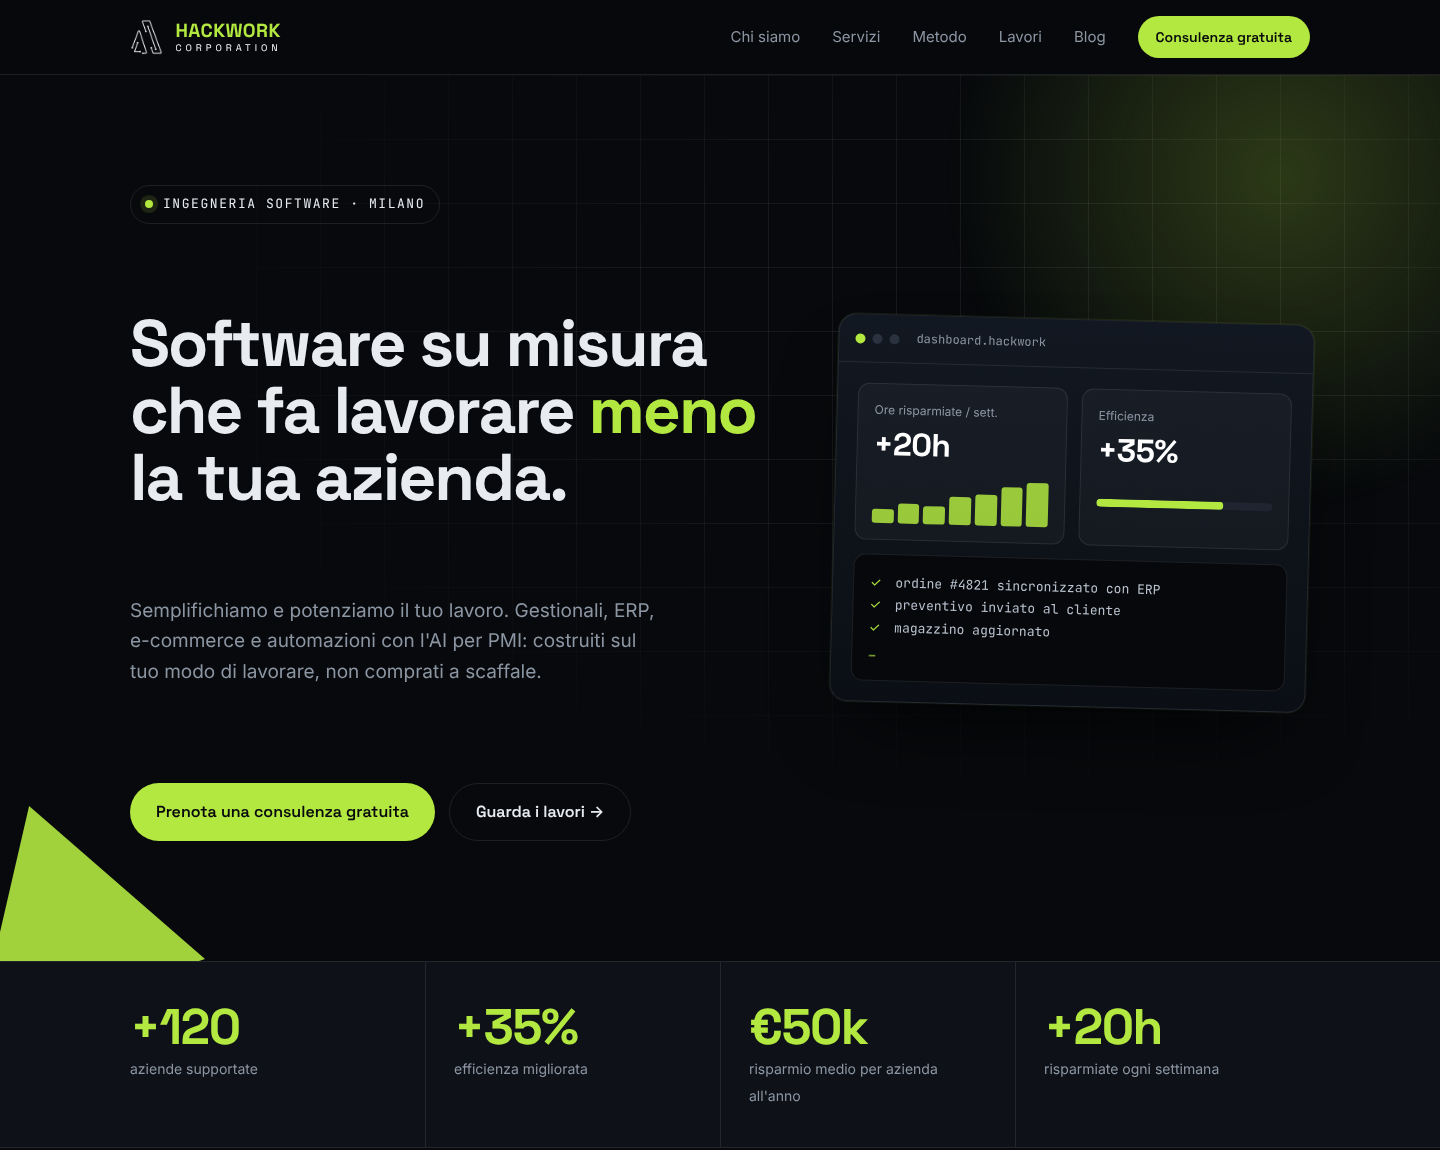 HACKWORK
CORPORATION
Chi siamo
Servizi
Metodo
Lavori
Blog
Consulenza gratuita
INGEGNERIA SOFTWARE · MILANO
Software su misura
che fa lavorare meno
la tua azienda.
Semplifichiamo e potenziamo il tuo lavoro. Gestionali, ERP,
e-commerce e automazioni con l'AI per PMI: costruiti sul
tuo modo di lavorare, non comprati a scaffale.
Prenota una consulenza gratuita
Guarda i lavori →
dashboard.hackwork
Ore risparmiate / sett.
+20h
Efficienza
+35%
✓ ordine #4821 sincronizzato con ERP
✓ preventivo inviato al cliente
✓ magazzino aggiornato
_
+120
aziende supportate
+35%
efficienza migliorata
€50k
risparmio medio per azienda
all'anno
+20h
risparmiate ogni settimana